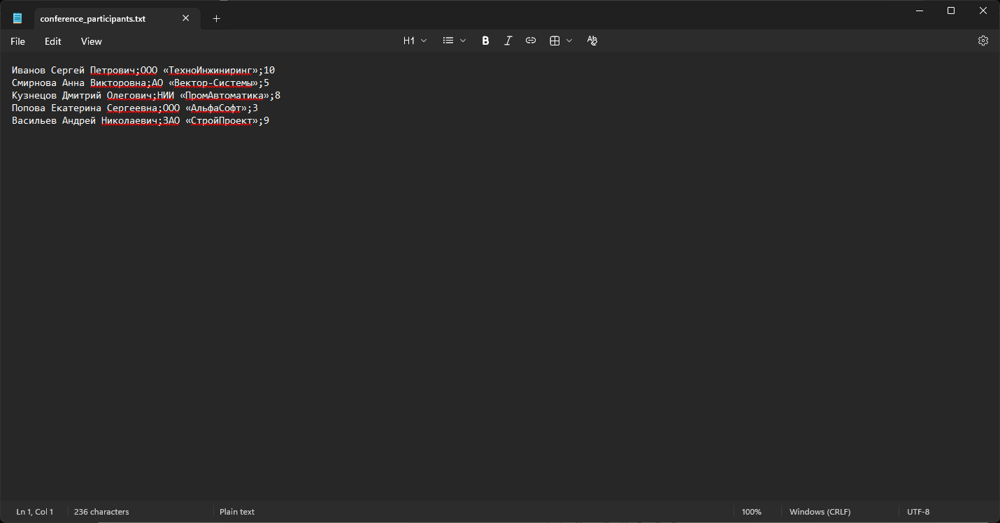 conference_participants.txt
File Edit View H1 B I
Иванов Сергей Петрович;ООО «ТехноИнжиниринг»;10
Смирнова Анна Викторовна;АО «Вектор-Системы»;5
Кузнецов Дмитрий Олегович;НИИ «ПромАвтоматика»;8
Попова Екатерина Сергеевна;ООО «АльфаСофт»;3
Васильев Андрей Николаевич;ЗАО «СтройПроект»;9
Ln 1, Col 1 236 characters Plain text 100% Windows (CRLF) UTF-8